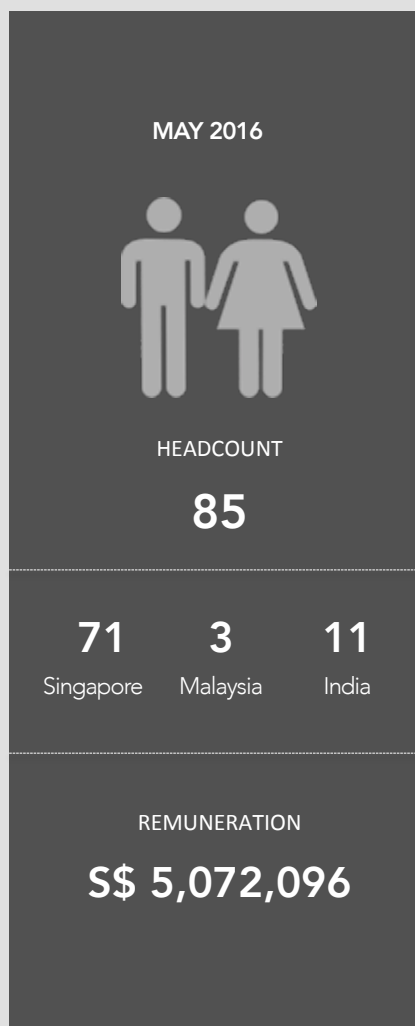 MAY 2016
HEADCOUNT
85
71 3 11
Singapore Malaysia India
REMUNERATION
S$ 5,072,096